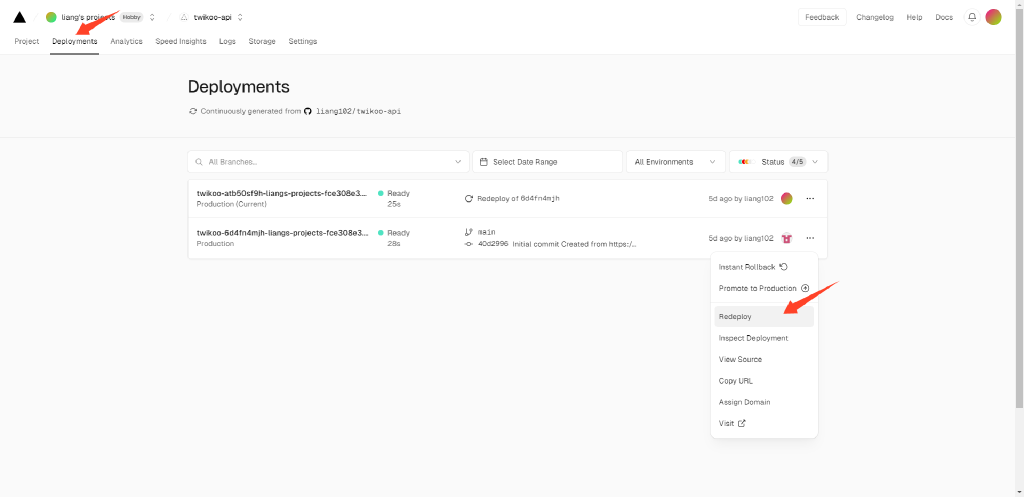 liang's projects Hobby twikoo-api Feedback Changelog Help Docs
Project Deployments Analytics Speed Insights Logs Storage Settings
Deployments
Continuously generated from liang102/twikoo-api
All Branches... Select Date Range All Environments Status 4/5
twikoo-atb50sf9h-liangs-projects-fce308e3... Ready Redeploy of 6d4fn4mjh 5d ago by liang102
Production (Current) 25s
twikoo-6d4fn4mjh-liangs-projects-fce308e3... Ready main 5d ago by liang102
Production 28s 40d2996 Initial commit Created from https:/...
Instant Rollback
Promote to Production
Redeploy
Inspect Deployment
View Source
Copy URL
Assign Domain
Visit